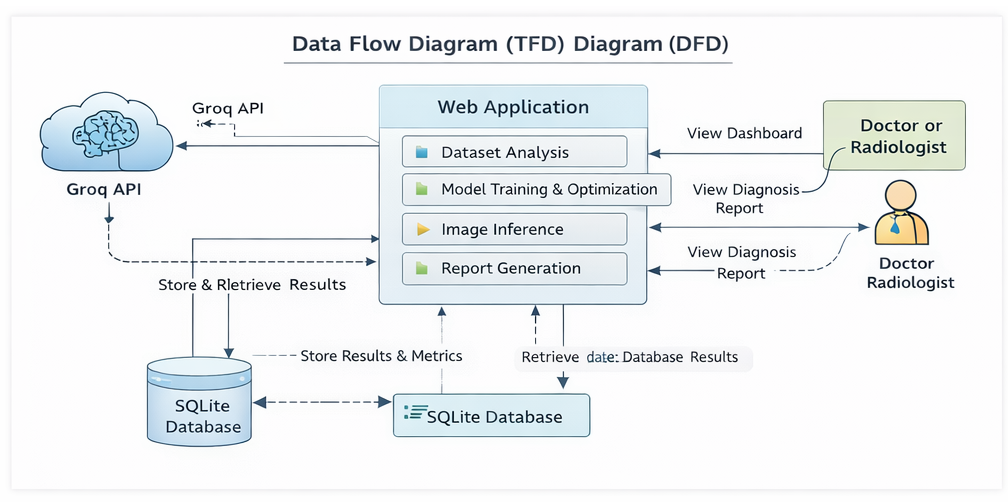 Data Flow Diagram (TFD) Diagram (DFD)
Groq API
Groq API
Web Application
Dataset Analysis
Model Training & Optimization
Image Inference
Report Generation
View Dashboard
Doctor or
Radiologist
View Diagnosis
Report
View Diagnosis
Report
Doctor
Radiologist
Store & Rletrieve Results
Store Results & Metrics
Retrieve date: Database Results
SQLite
Database
SQLite Database